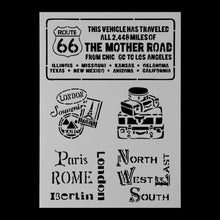 ROUTE
66
THIS VEHICLE HAS TRAVELED
ALL 2,448 MILES OF
THE MOTHER ROAD
FROM CHICAGO TO LOS ANGELES
ILLINOIS • MISSOURI • KANSAS • OKLAHOMA
TEXAS • NEW MEXICO • ARIZONA • CALIFORNIA
LONDON
Souvenir
Paris
ROME
Berlin
London
NORTH
EAST
WEST
SOUTH